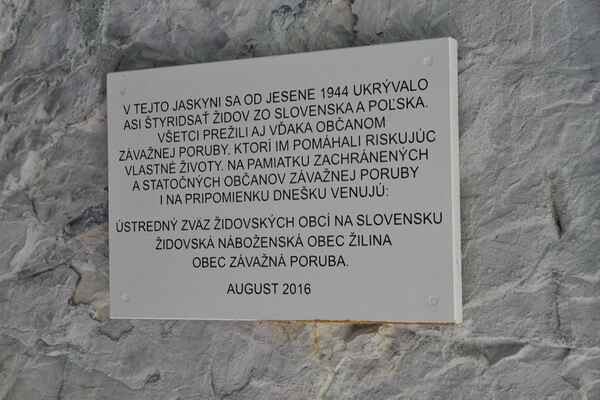 V TEJTO JASKYNI SA OD JESENE 1944 UKRÝVALO
ASI ŠTYRIDSAŤ ŽIDOV ZO SLOVENSKA A POĽSKA.
VŠETCI PREŽILI AJ VĎAKA OBČANOM
ZÁVAŽNEJ PORUBY, KTORÍ IM POMÁHALI RISKUJÚC
VLASTNÉ ŽIVOTY. NA PAMIATKU ZACHRÁNENÝCH
A STATOČNÝCH OBČANOV ZÁVAŽNEJ PORUBY
I NA PRIPOMIENKU DNEŠKU VENUJÚ:
ÚSTREDNÝ ZVÄZ ŽIDOVSKÝCH OBCÍ NA SLOVENSKU
ŽIDOVSKÁ NÁBOŽENSKÁ OBEC ŽILINA
OBEC ZÁVAŽNÁ PORUBA.
AUGUST 2016